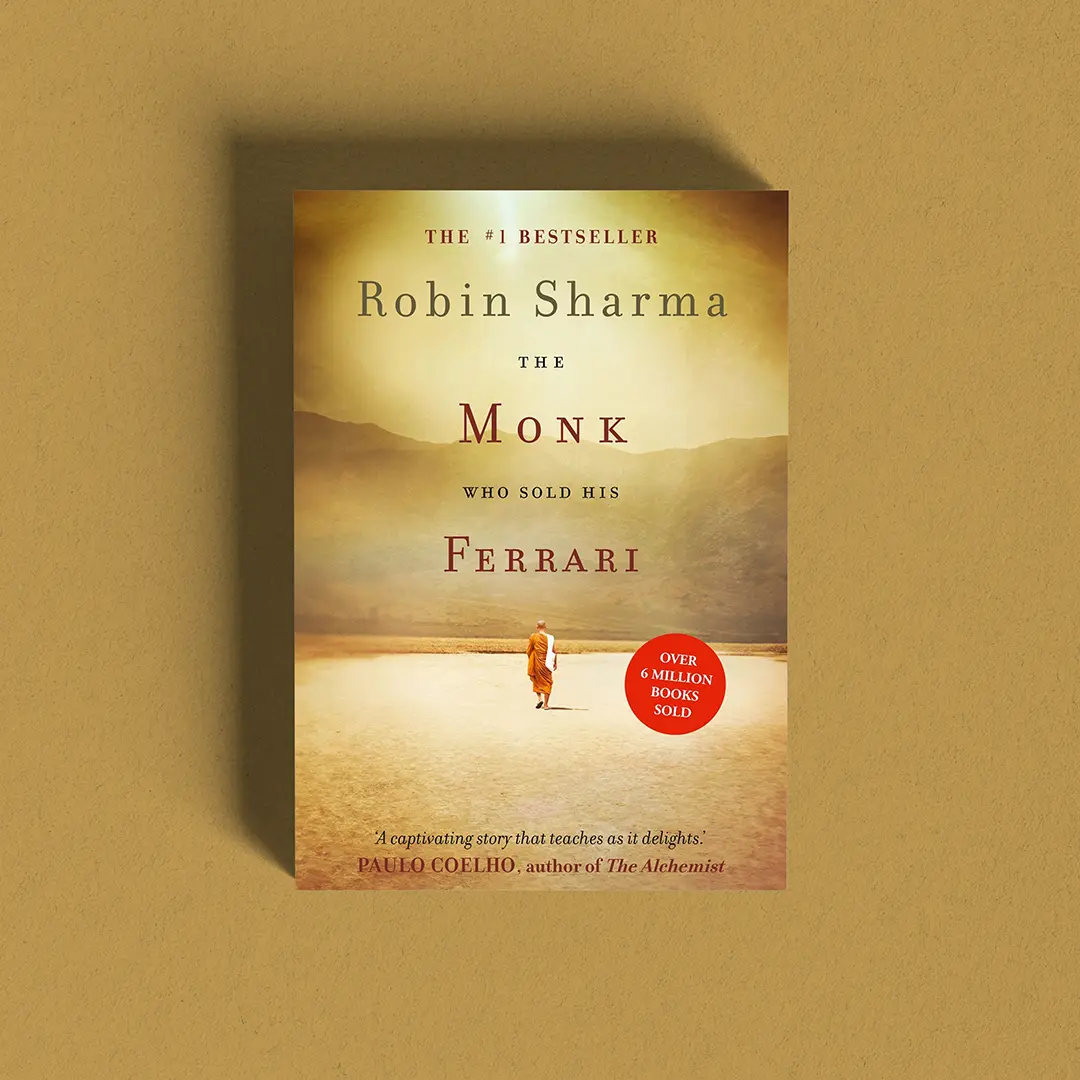 THE #1 BESTSELLER
Robin Sharma
THE
MONK
WHO SOLD HIS
FERRARI
OVER
6 MILLION
BOOKS
SOLD
‘A captivating story that teaches as it delights.’
PAULO COELHO, author of The Alchemist